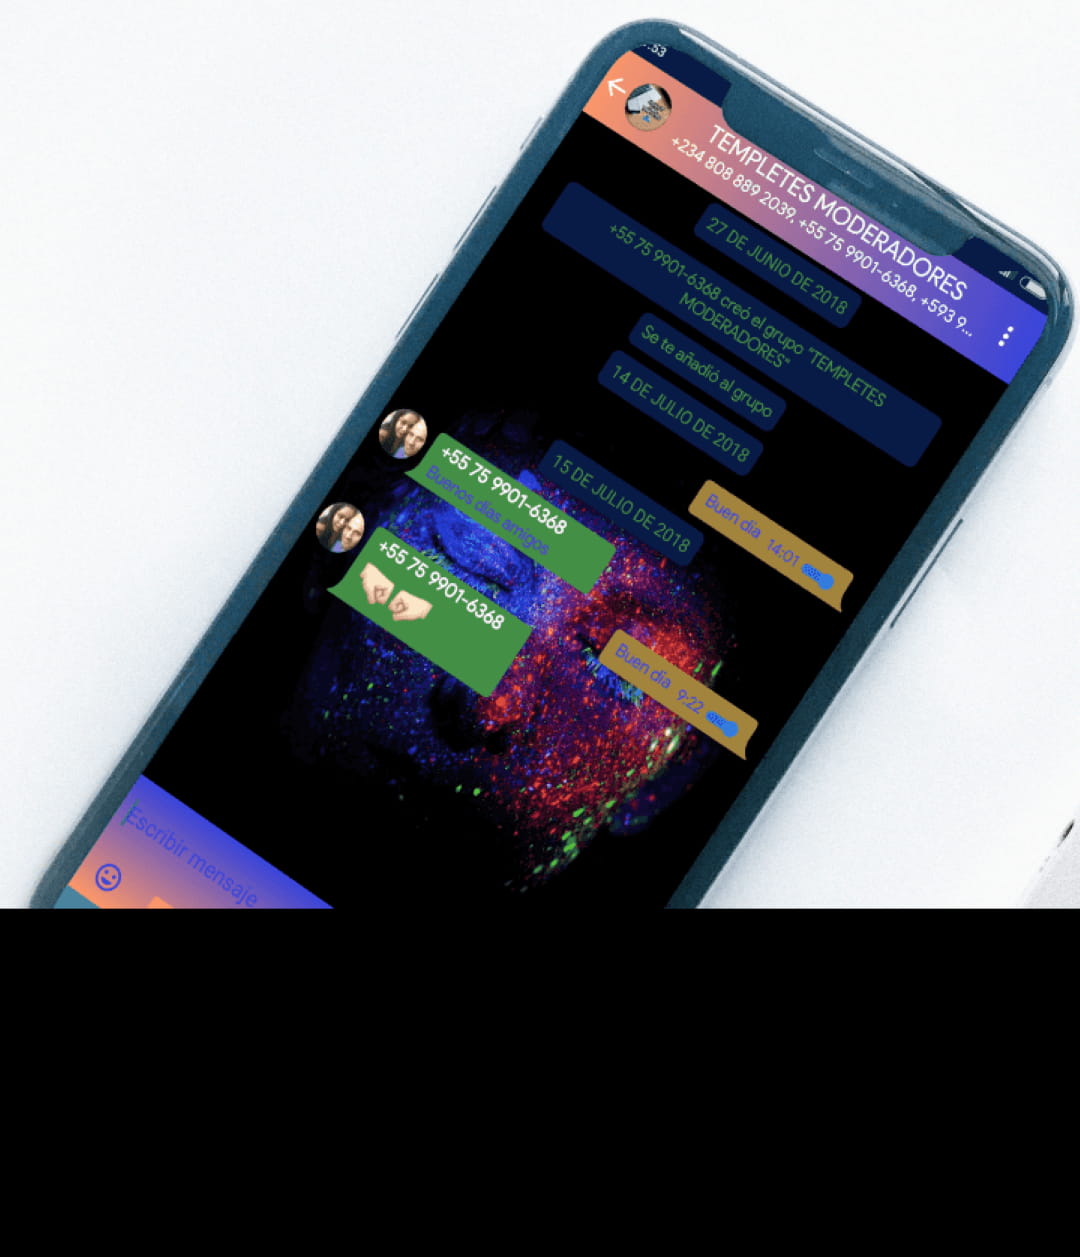 :53
TEMPLETES MODERADORES
+234 808 889 2039, +55 75 9901-6368, +593 9...
27 DE JUNIO DE 2018
+55 75 9901-6368 creó el grupo "TEMPLETES
MODERADORES"
Se te añadió al grupo
14 DE JULIO DE 2018
Buen dia 14:01
15 DE JULIO DE 2018
+55 75 9901-6368
Buenos días amigos
+55 75 9901-6368
Buen dia 9:22
Escribir mensaje